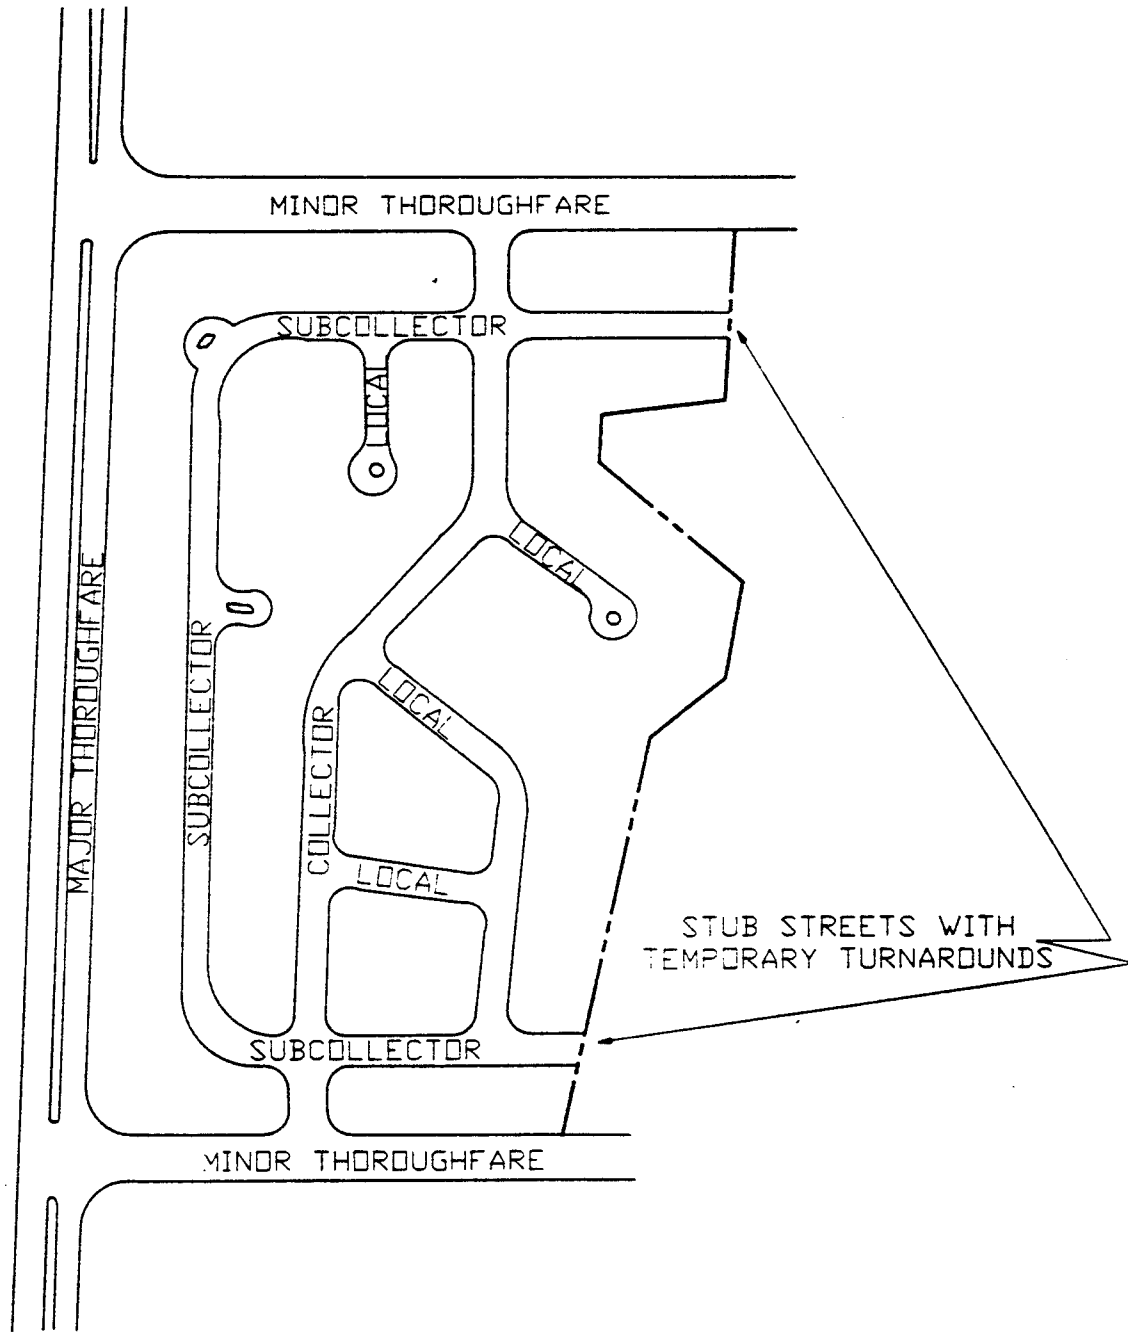 MINOR THOROUGHFARE
SUBCOLLECTOR
LOCAL
LOCAL
MAJOR THOROUGHFARE
SUBCOLLECTOR
LOCAL
COLLECTOR
LOCAL
STUB STREETS WITH
TEMPORARY TURNAROUNDS
SUBCOLLECTOR
MINOR THOROUGHFARE